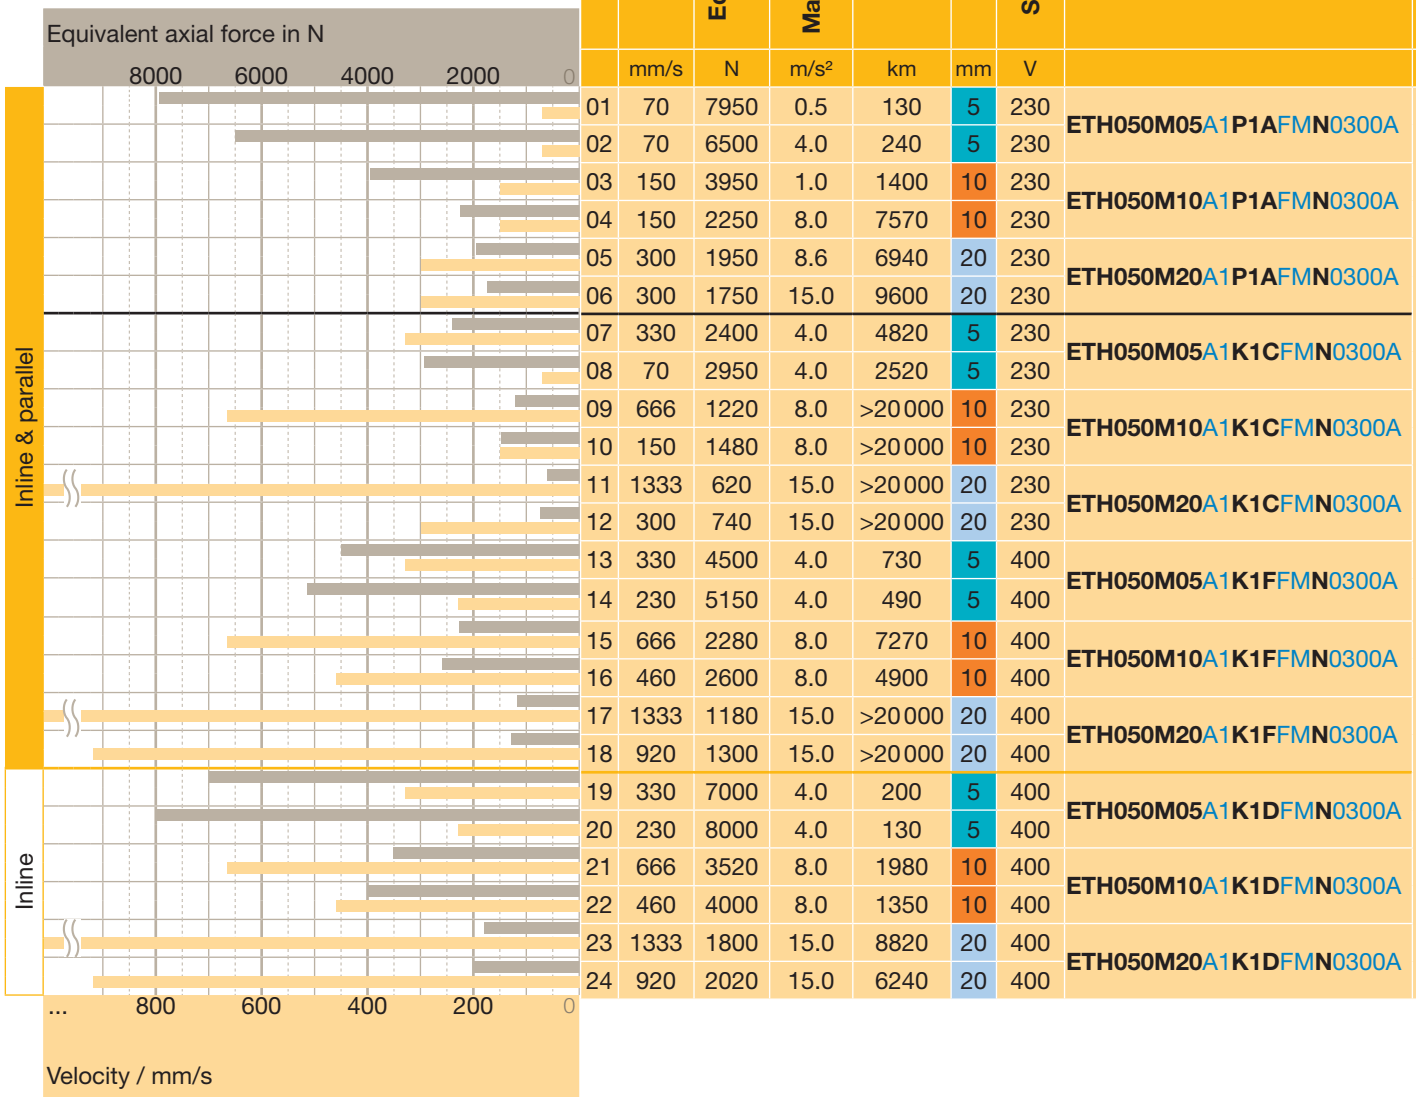 Equivalent axial force in N
8000 6000 4000 2000 0
mm/s N m/s² km mm V
Inline & parallel
01 70 7950 0.5 130 5 230
ETH050M05A1P1AFMN0300A
02 70 6500 4.0 240 5 230
03 150 3950 1.0 1400 10 230
ETH050M10A1P1AFMN0300A
04 150 2250 8.0 7570 10 230
05 300 1950 8.6 6940 20 230
ETH050M20A1P1AFMN0300A
06 300 1750 15.0 9600 20 230
07 330 2400 4.0 4820 5 230
ETH050M05A1K1CFMN0300A
08 70 2950 4.0 2520 5 230
09 666 1220 8.0 >20000 10 230
ETH050M10A1K1CFMN0300A
10 150 1480 8.0 >20000 10 230
11 1333 620 15.0 >20000 20 230
ETH050M20A1K1CFMN0300A
12 300 740 15.0 >20000 20 230
13 330 4500 4.0 730 5 400
ETH050M05A1K1FFMN0300A
14 230 5150 4.0 490 5 400
15 666 2280 8.0 7270 10 400
ETH050M10A1K1FFMN0300A
16 460 2600 8.0 4900 10 400
17 1333 1180 15.0 >20000 20 400
ETH050M20A1K1FFMN0300A
18 920 1300 15.0 >20000 20 400
Inline
19 330 7000 4.0 200 5 400
ETH050M05A1K1DFMN0300A
20 230 8000 4.0 130 5 400
21 666 3520 8.0 1980 10 400
ETH050M10A1K1DFMN0300A
22 460 4000 8.0 1350 10 400
23 1333 1800 15.0 8820 20 400
ETH050M20A1K1DFMN0300A
24 920 2020 15.0 6240 20 400
... 800 600 400 200 0
Velocity / mm/s